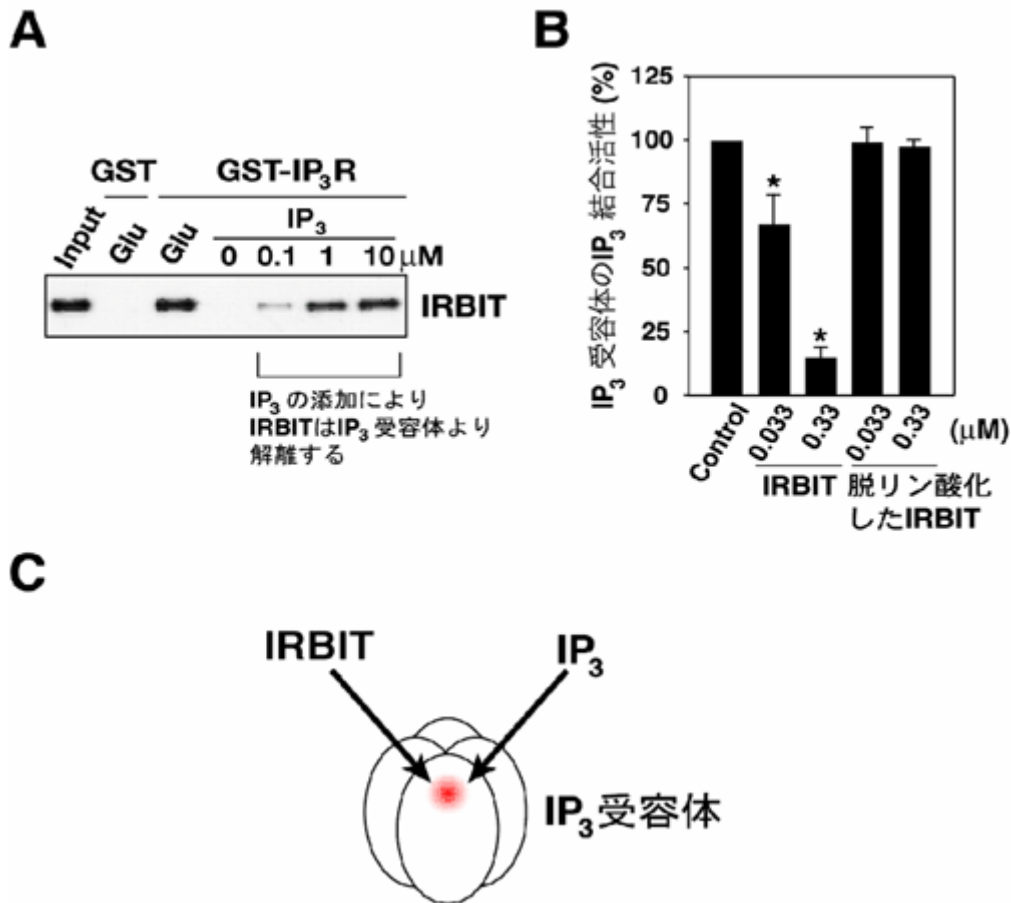 A
GST
GST-IP₃R
Input
Glu
Glu
IP₃
0 0.1 1 10 μM
IRBIT
IP₃ の添加により
IRBITはIP₃ 受容体より
解離する
B
IP₃ 受容体のIP₃ 結合活性 (%)
125
100
75
50
25
0
*
*
Control
0.033
0.33
0.033
0.33
(μM)
IRBIT
脱リン酸化
したIRBIT
C
IRBIT
IP₃
IP₃受容体